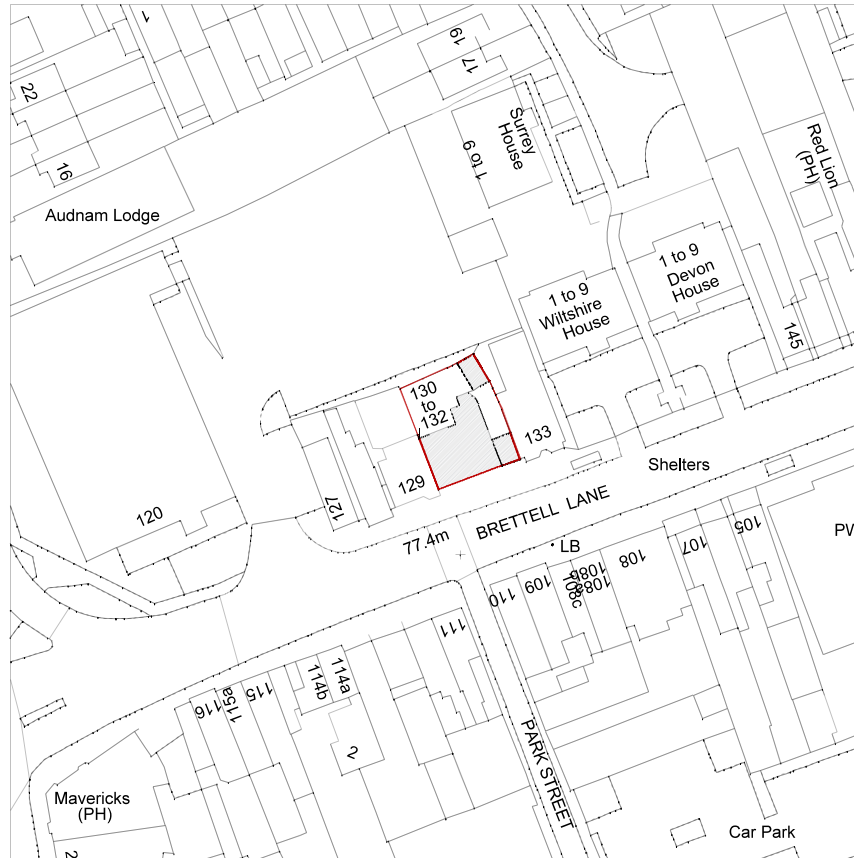 1
22
16
19
17
Surrey
House
1 to 9
Red Lion
(PH)
Audnam Lodge
1 to 9
Devon
House
1 to 9
Wiltshire
House
145
130
to
132
133
129
127
120
Shelters
BRETTELL LANE
77.4m
LB
105
107
108
108b
108a
108c
109
110
111
PW
114a
114b
115
115a
116
2
PARK STREET
Mavericks
(PH)
2
Car Park